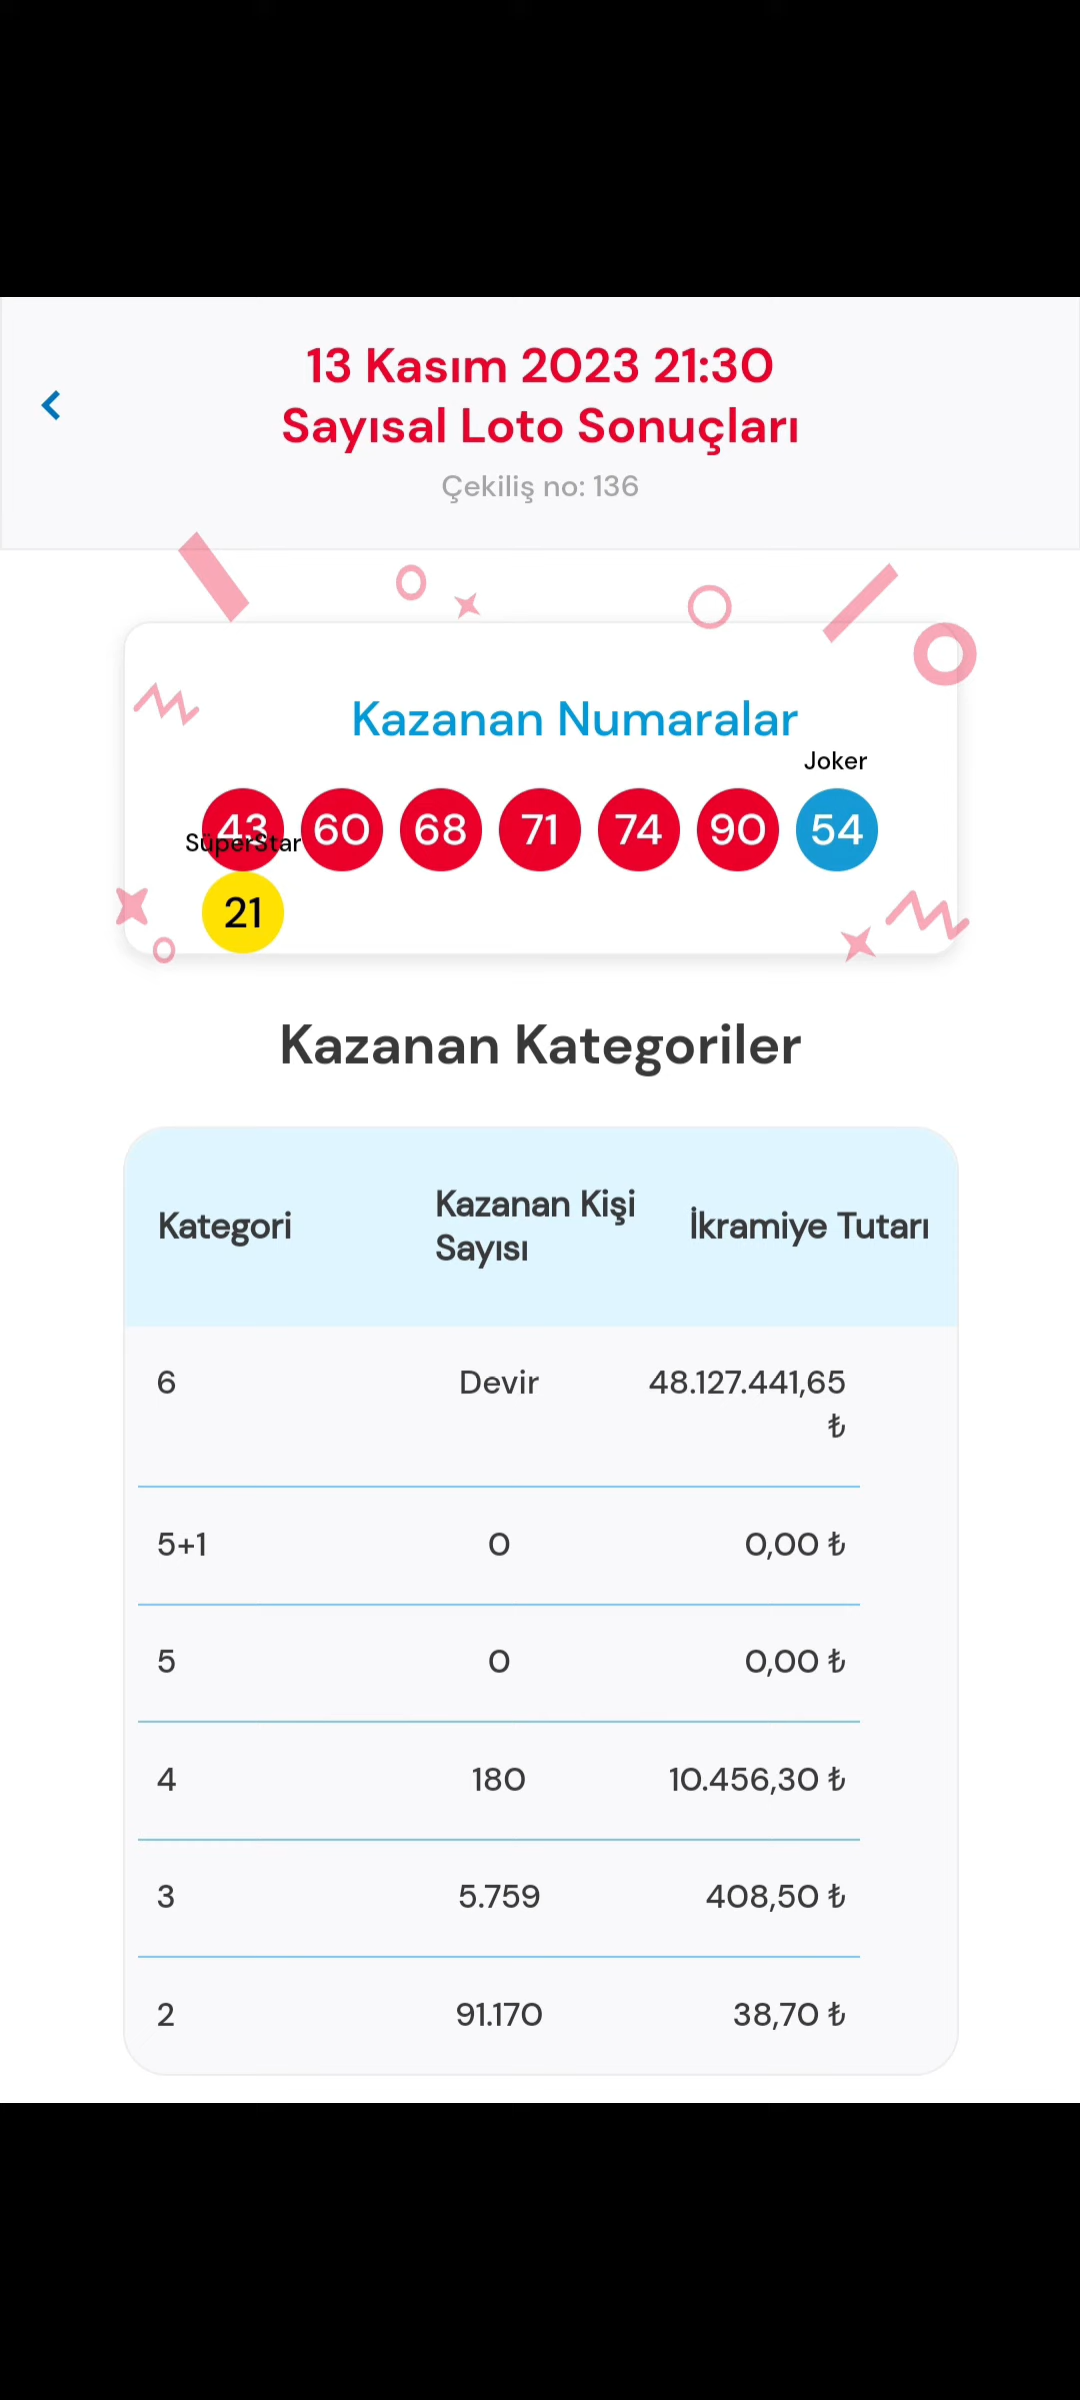 13 Kasım 2023 21:30
Sayısal Loto Sonuçları
Çekiliş no: 136
Kazanan Numaralar
Joker
43 60 68 71 74 90 54
SüperStar
21
Kazanan Kategoriler
Kategori Kazanan Kişi Sayısı İkramiye Tutarı
6 Devir 48.127.441,65 ₺
5+1 0 0,00 ₺
5 0 0,00 ₺
4 180 10.456,30 ₺
3 5.759 408,50 ₺
2 91.170 38,70 ₺